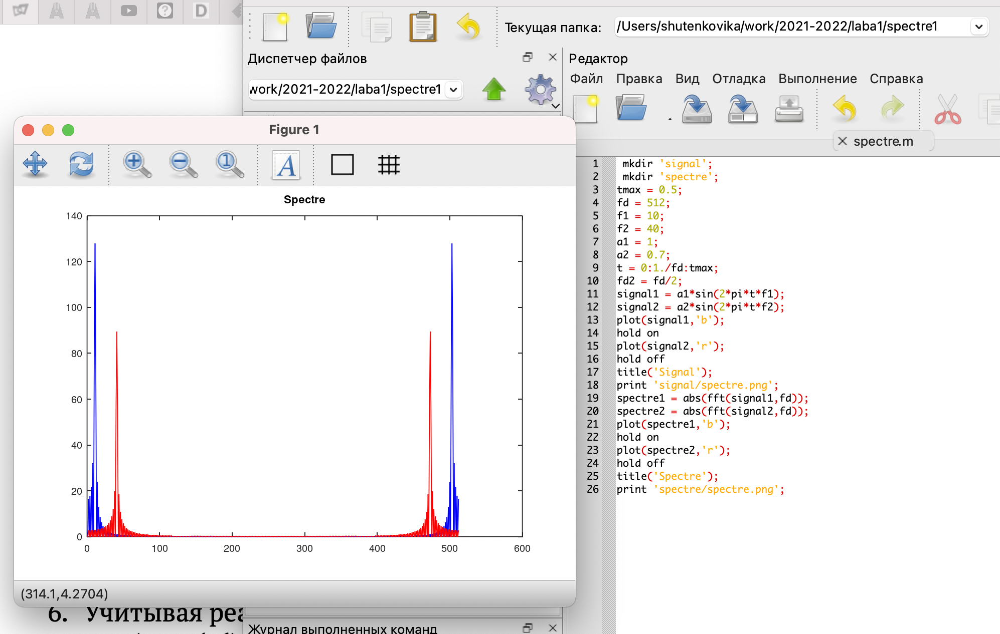 D
Текущая папка:
/Users/shutenkovika/work/2021-2022/laba1/spectre1
Диспетчер файлов
work/2021-2022/laba1/spectre1
Редактор
Файл Правка Вид Отладка Выполнение Справка
spectre.m
Figure 1
Spectre
140
120
100
80
60
40
20
0
0 100 200 300 400 500 600
(314.1,4.2704)
1 mkdir 'signal';
2 mkdir 'spectre';
3 tmax = 0.5;
4 fd = 512;
5 f1 = 10;
6 f2 = 40;
7 a1 = 1;
8 a2 = 0.7;
9 t = 0:1./fd:tmax;
10 fd2 = fd/2;
11 signal1 = a1*sin(2*pi*t*f1);
12 signal2 = a2*sin(2*pi*t*f2);
13 plot(signal1,'b');
14 hold on
15 plot(signal2,'r');
16 hold off
17 title('Signal');
18 print 'signal/spectre.png';
19 spectre1 = abs(fft(signal1,fd));
20 spectre2 = abs(fft(signal2,fd));
21 plot(spectre1,'b');
22 hold on
23 plot(spectre2,'r');
24 hold off
25 title('Spectre');
26 print 'spectre/spectre.png';
6. Учитывая
Журнал выполненных команд